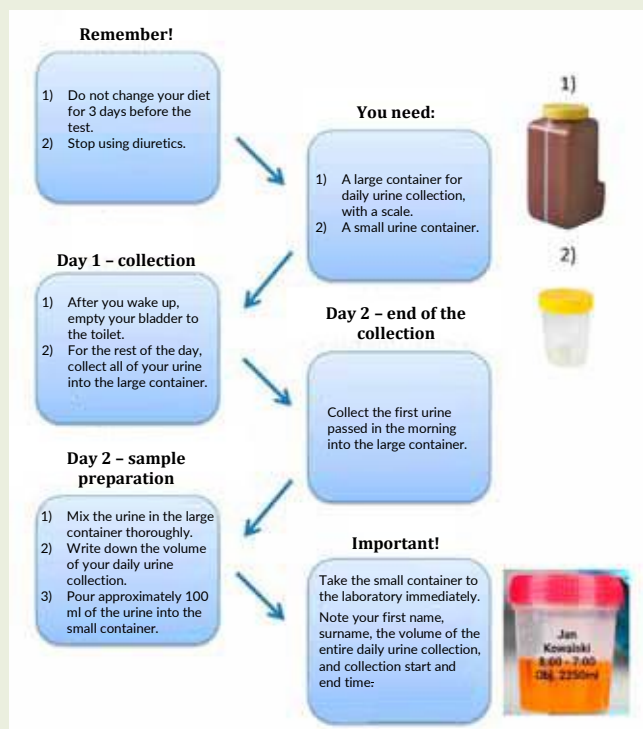 Remember!
1) Do not change your diet
for 3 days before the
test.
2) Stop using diuretics.
You need:
1) A large container for
daily urine collection,
with a scale.
2) A small urine container.
1)
2)
Day 1 – collection
1) After you wake up,
empty your bladder to
the toilet.
2) For the rest of the day,
collect all of your urine
into the large container.
Day 2 – end of the
collection
Collect the first urine
passed in the morning
into the large container.
Day 2 – sample
preparation
1) Mix the urine in the large
container thoroughly.
2) Write down the volume
of your daily urine
collection.
3) Pour approximately 100
ml of the urine into the
small container.
Important!
Take the small container to
the laboratory immediately.
Note your first name,
surname, the volume of the
entire daily urine collection,
and collection start and
end time.
Jan
Kowalski
8:00 - 7:00
Obj. 2250ml